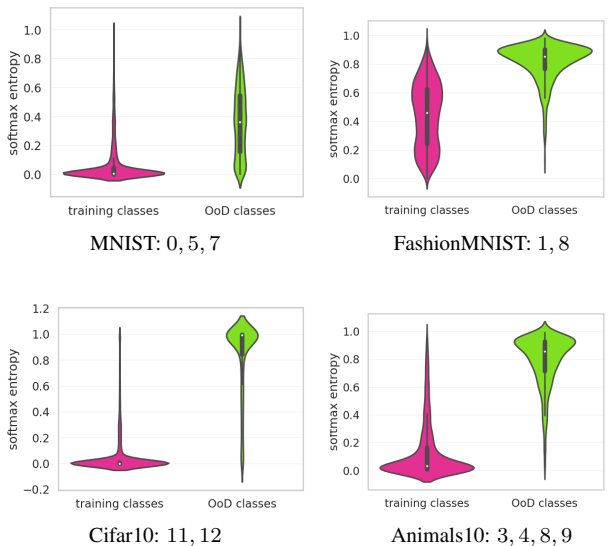 softmax entropy
1.0
0.8
0.6
0.4
0.2
0.0
training classes OoD classes
MNIST: 0, 5, 7
softmax entropy
1.0
0.8
0.6
0.4
0.2
0.0
training classes OoD classes
FashionMNIST: 1, 8
softmax entropy
1.2
1.0
0.8
0.6
0.4
0.2
0.0
−0.2
training classes OoD classes
Cifar10: 11, 12
softmax entropy
1.0
0.8
0.6
0.4
0.2
0.0
training classes OoD classes
Animals10: 3, 4, 8, 9